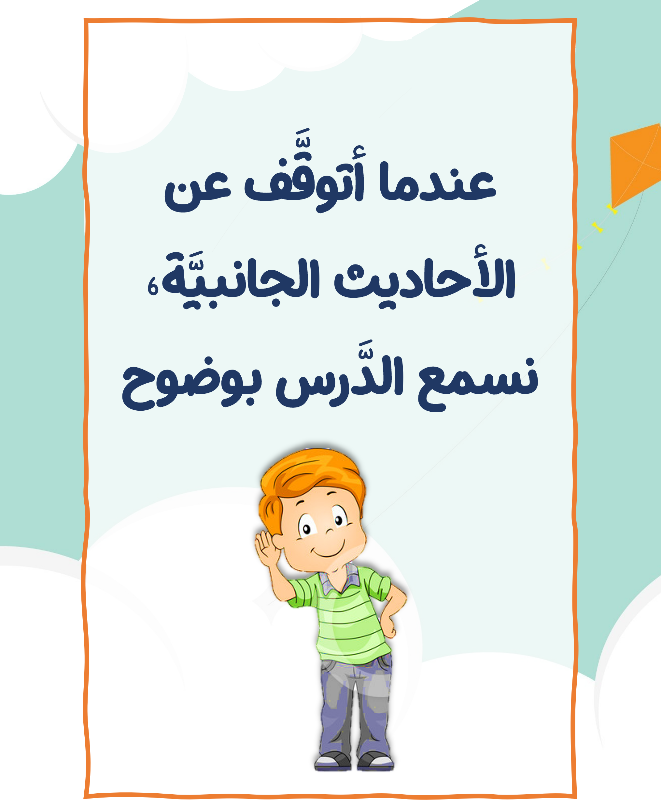 عندما أتوقَّف عن
الأحاديث الجانبيَّة،
نسمع الدَّرس بوضوح